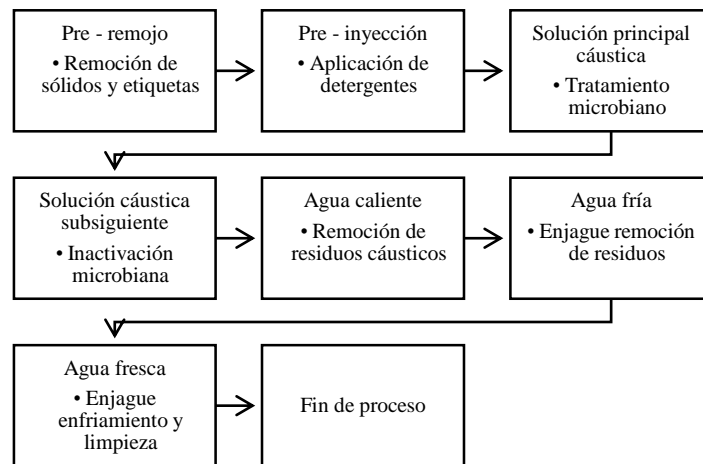 Pre - remojo
• Remoción de
sólidos y etiquetas
Pre - inyección
• Aplicación de
detergentes
Solución principal
cáustica
• Tratamiento
microbiano
Solución cáustica
subsiguiente
• Inactivación
microbiana
Agua caliente
• Remoción de
residuos cáusticos
Agua fría
• Enjague remoción
de residuos
Agua fresca
• Enjague
enfriamiento y
limpieza
Fin de proceso